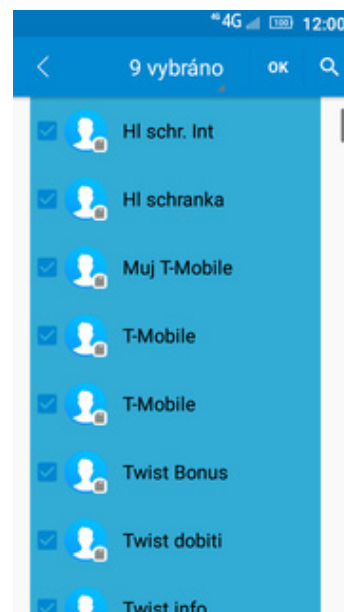 4G 4G 100 12:00
9 vybráno OK
Hl schr. Int
Hl schranka
Muj T-Mobile
T-Mobile
T-Mobile
Twist Bonus
Twist dobiti
Twist info